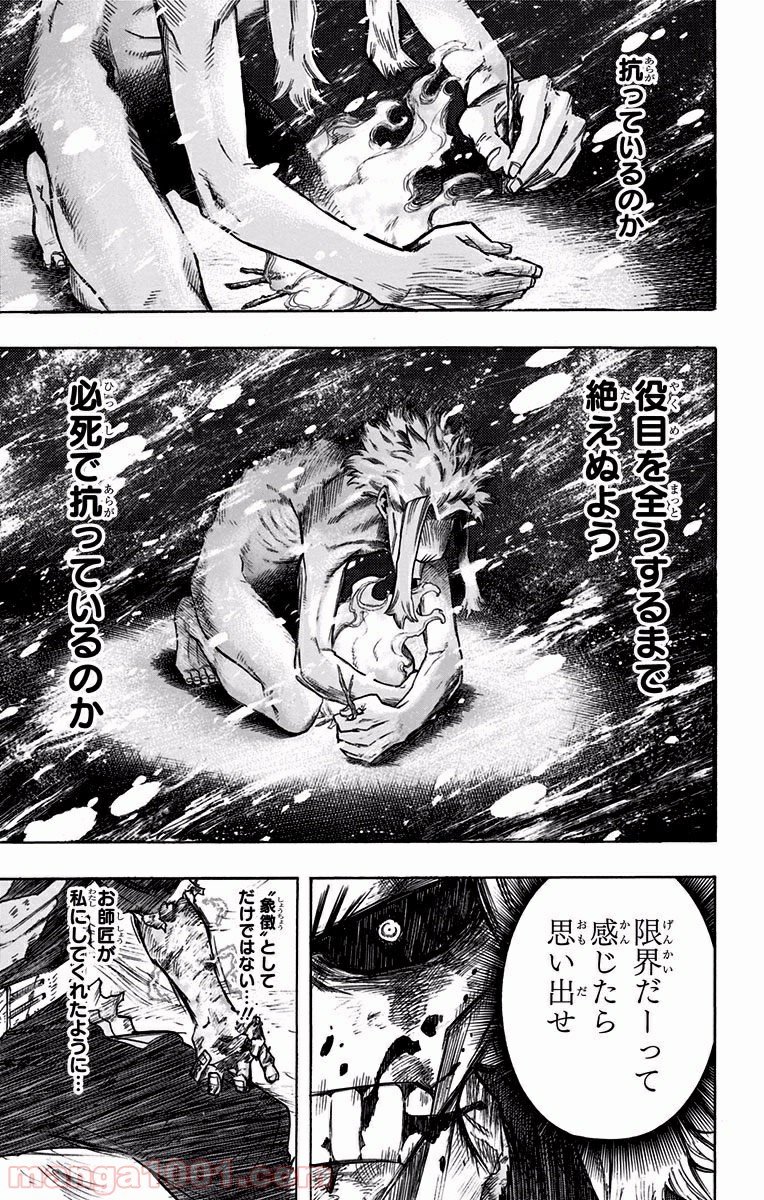 抗っているのか
役目を全うするまで
絶えぬよう
必死で抗っているのか
限界だーって
感じたら
思い出せ
〝象徴〟として
だけではない…!!
お師匠が
私にしてくれたように…
manga1001.com